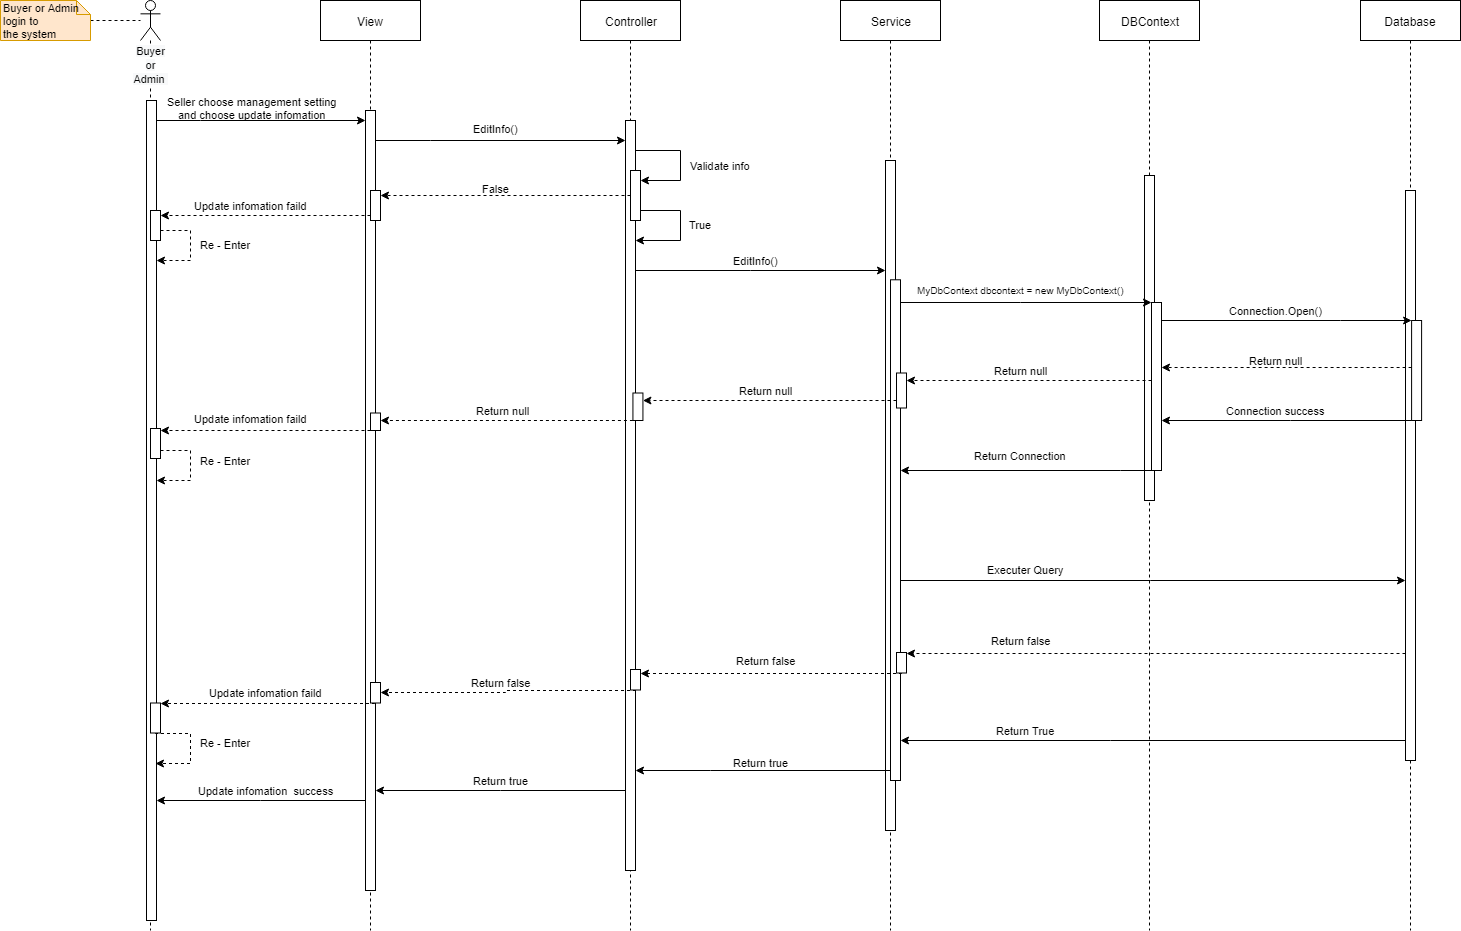 Buyer or Admin
login to
the system
Buyer
or
Admin
View
Controller
Service
DBContext
Database
Seller choose management setting
and choose update infomation
EditInfo()
Validate info
False
Update infomation faild
True
Re - Enter
EditInfo()
MyDbContext dbcontext = new MyDbContext()
Connection.Open()
Return null
Return null
Return null
Return null
Connection success
Update infomation faild
Return Connection
Re - Enter
Executer Query
Return false
Return false
Return false
Update infomation faild
Return True
Re - Enter
Return true
Return true
Update infomation  success